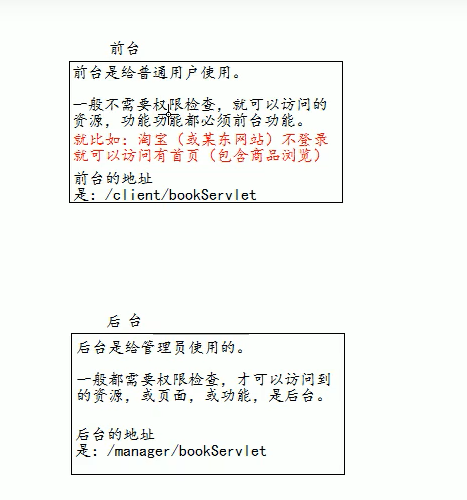 前台
前台是给普通用户使用。
一般不需要权限检查，就可以访问的
资源，功能功能都必须前台功能。
就比如：淘宝（或某东网站）不登录
就可以访问有首页（包含商品浏览）
前台的地址
是：/client/bookServlet
后 台
后台是给管理员使用的。
一般都需要权限检查，才可以访问到
的资源，或页面，或功能，是后台。
后台的地址
是：/manager/bookServlet